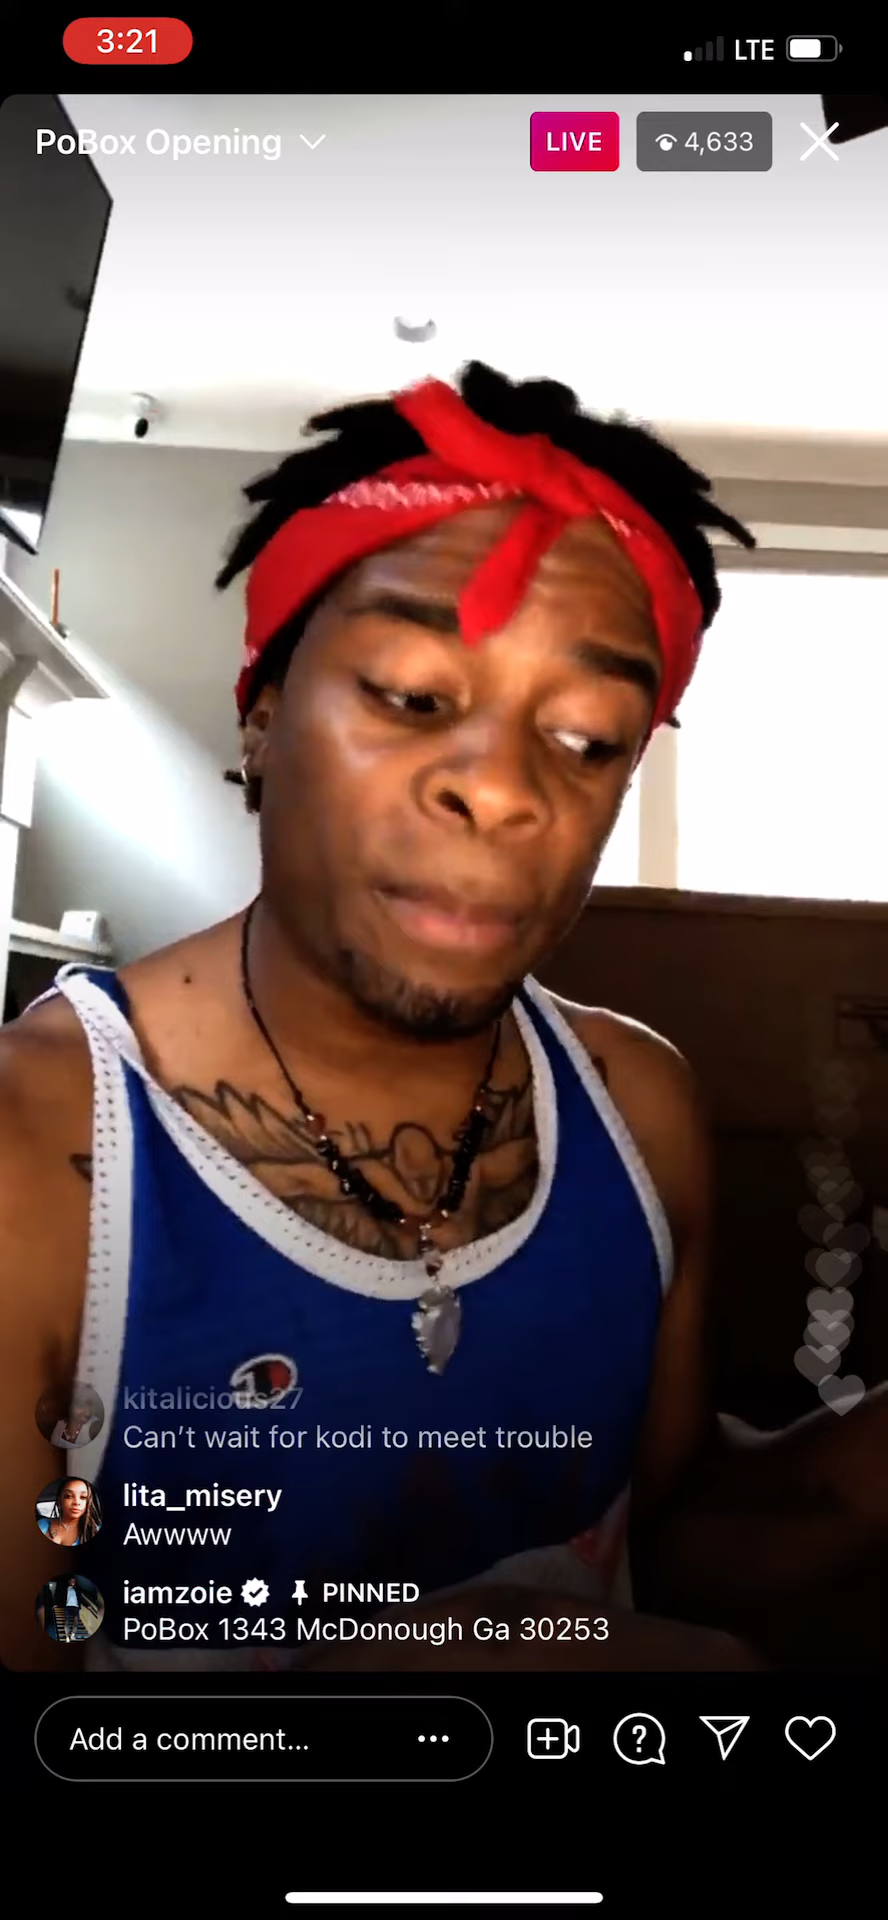 3:21
LTE
PoBox Opening
LIVE
4,633
kitalicious27
Can’t wait for kodi to meet trouble
lita_misery
Awwww
iamzoie PINNED
PoBox 1343 McDonough Ga 30253
Add a comment...